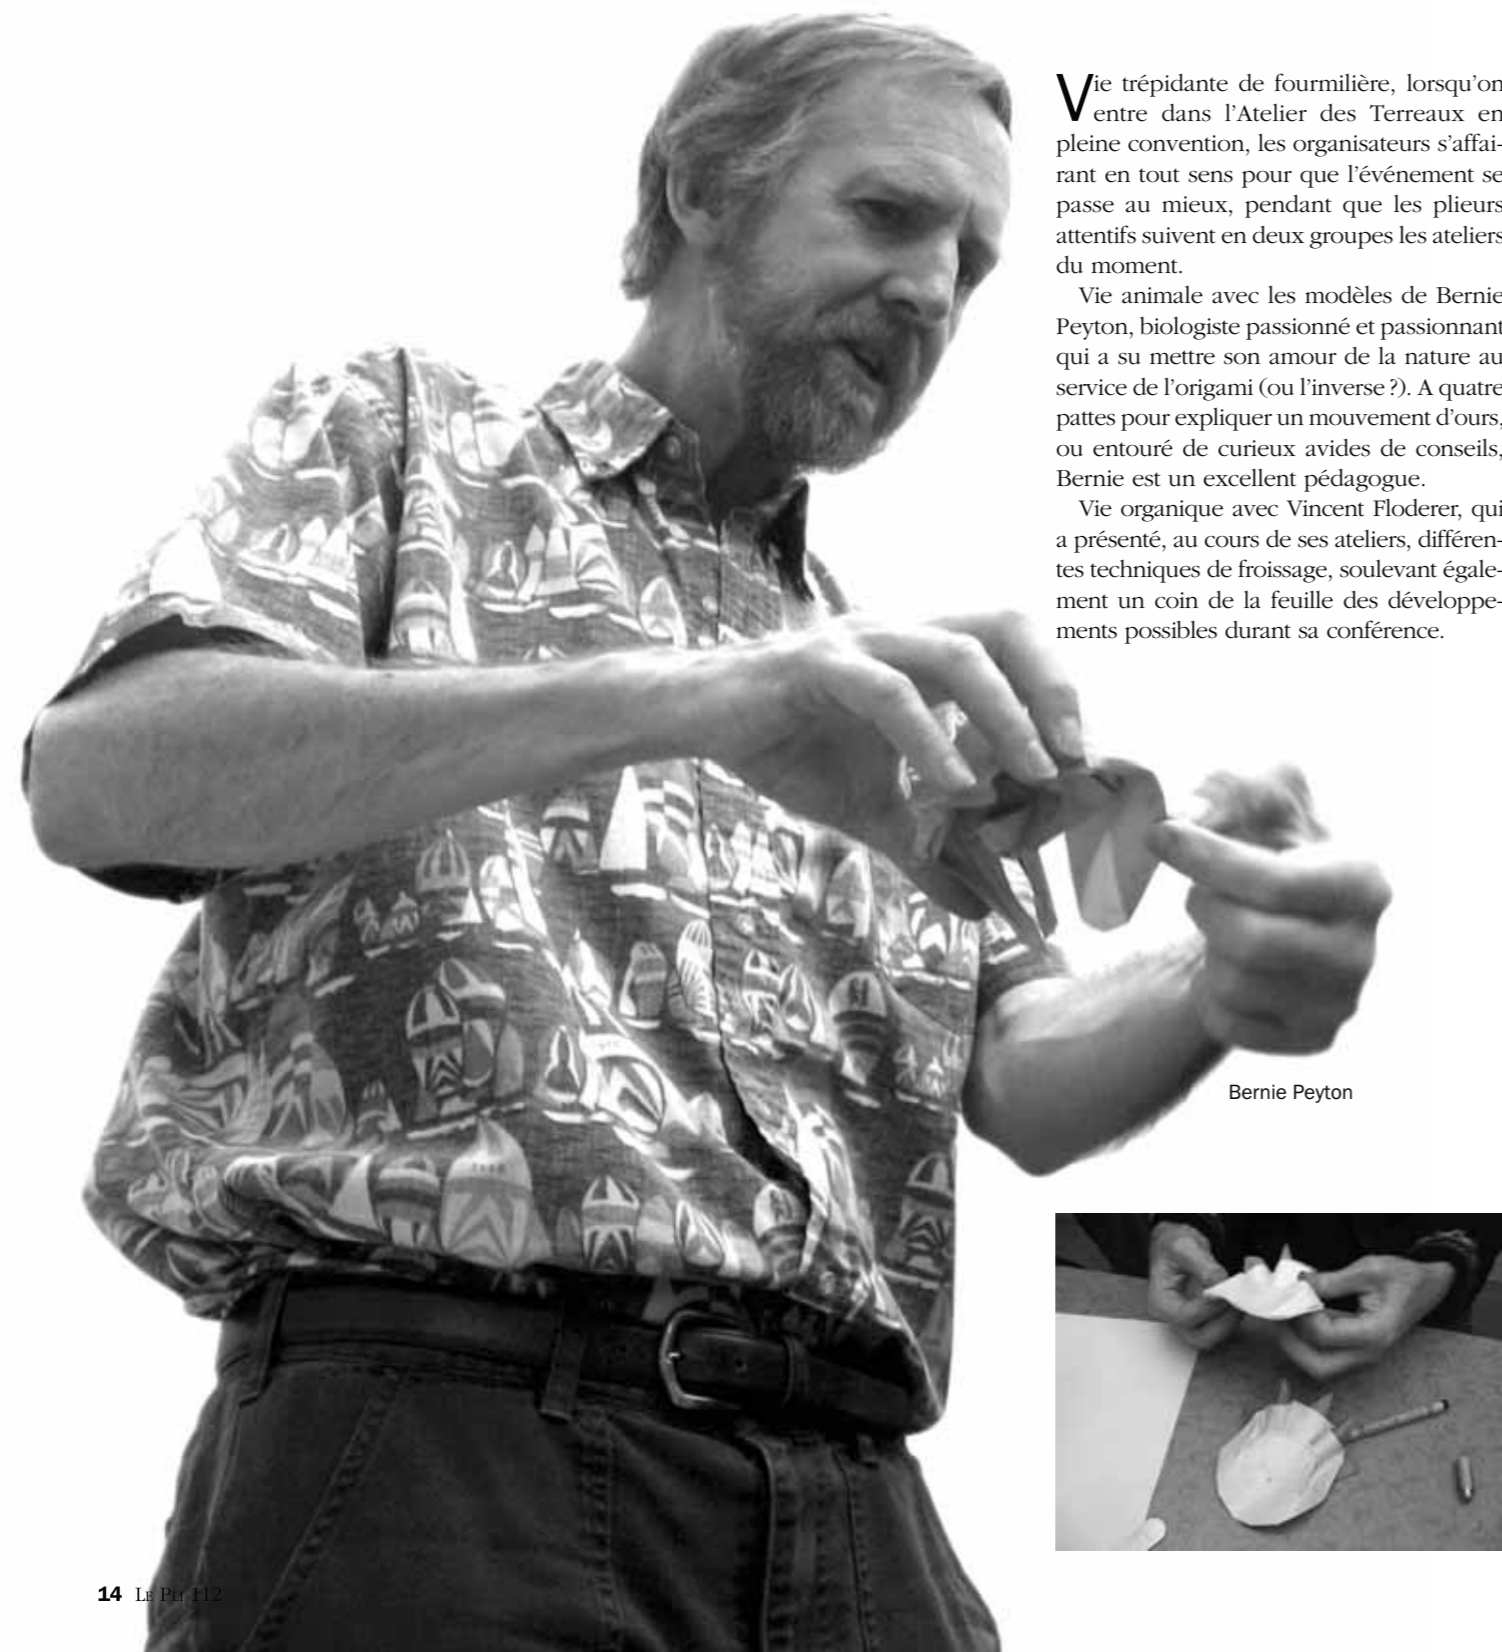 Vie trépidante de fourmilière, lorsqu’on
entre dans l’Atelier des Terreaux en
pleine convention, les organisateurs s’affai-
rant en tout sens pour que l’événement se
passe au mieux, pendant que les plieurs
attentifs suivent en deux groupes les ateliers
du moment.
Vie animale avec les modèles de Bernie
Peyton, biologiste passionné et passionnant
qui a su mettre son amour de la nature au
service de l’origami (ou l’inverse ?). A quatre
pattes pour expliquer un mouvement d’ours,
ou entouré de curieux avides de conseils,
Bernie est un excellent pédagogue.
Vie organique avec Vincent Floderer, qui
a présenté, au cours de ses ateliers, différen-
tes techniques de froissage, soulevant égale-
ment un coin de la feuille des développe-
ments possibles durant sa conférence.
Bernie Peyton
14 LE PLI 112